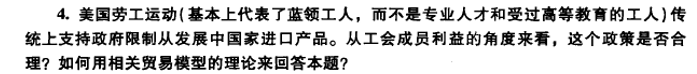 4. 美国劳工运动(基本上代表了蓝领工人，而不是专业人才和受过高等教育的工人)传
统上支持政府限制从发展中国家进口产品。从工会成员利益的角度来看，这个政策是否合
理？如何用相关贸易模型的理论来回答本题？